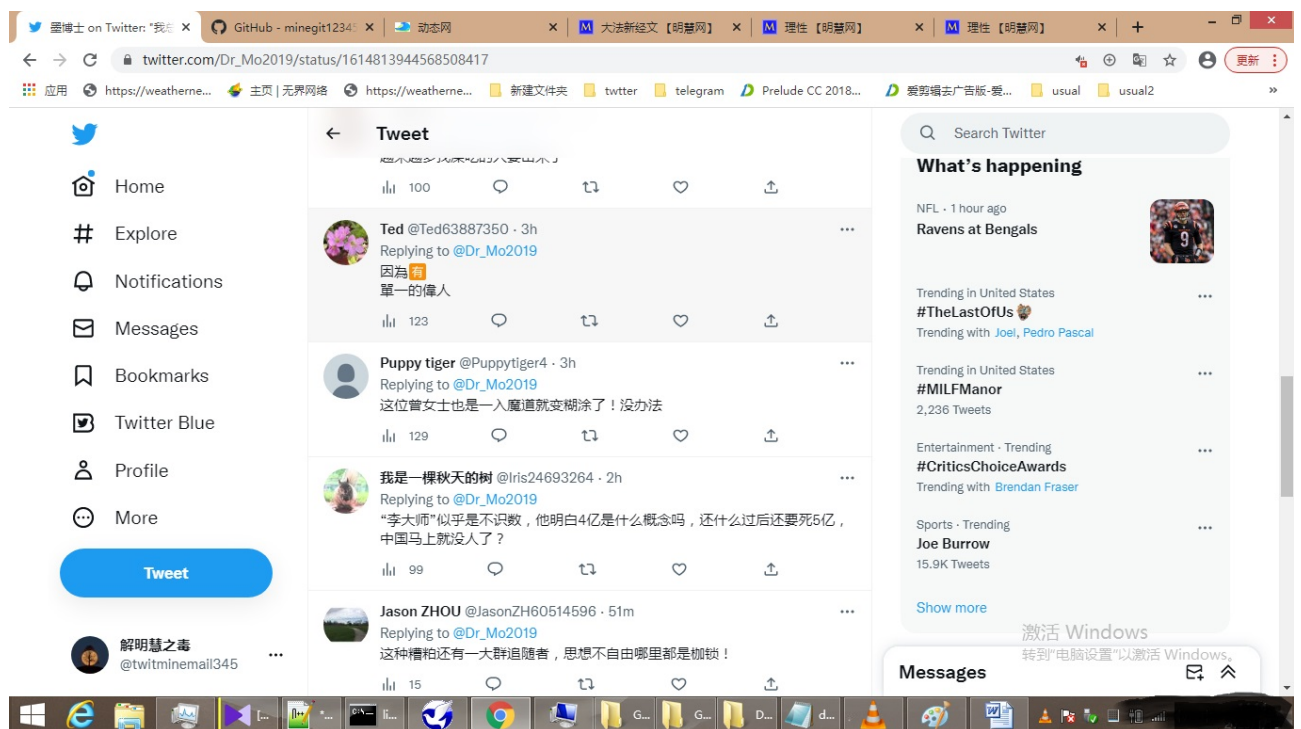 墨博士 on Twitter: "我忘
GitHub - minegit12345
动态网
大法新经文【明慧网】
理性 【明慧网】
理性 【明慧网】
twitter.com/Dr_Mo2019/status/1614813944568508417
更新
应用
https://weatherne...
主页 | 无界网络
https://weatherne...
新建文件夹
twtter
telegram
Prelude CC 2018...
爱剪辑去广告版-爱...
usual
usual2
»
Home
Explore
Notifications
Messages
Bookmarks
Twitter Blue
Profile
More
Tweet
解明慧之毒
@twitminemail345
Tweet
100
Ted @Ted63887350 · 3h
Replying to @Dr_Mo2019
因為🈶
單一的偉人
123
Puppy tiger @Puppytiger4 · 3h
Replying to @Dr_Mo2019
这位曾女士也是一入魔道就变糊涂了！没办法
129
我是一棵秋天的树 @Iris24693264 · 2h
Replying to @Dr_Mo2019
“李大师”似乎是不识数，他明白4亿是什么概念吗，还什么过后还要死5亿，
中国马上就没人了？
99
Jason ZHOU @JasonZH60514596 · 51m
Replying to @Dr_Mo2019
这种糟粕还有一大群追随者，思想不自由哪里都是枷锁！
15
Search Twitter
What's happening
NFL · 1 hour ago
Ravens at Bengals
Trending in United States
#TheLastOfUs
Trending with Joel, Pedro Pascal
Trending in United States
#MILFManor
2,236 Tweets
Entertainment · Trending
#CriticsChoiceAwards
Trending with Brendan Fraser
Sports · Trending
Joe Burrow
15.9K Tweets
Show more
激活 Windows
转到"电脑设置"以激活 Windows。
Messages
[...
"...
li...
G...
G...
D...
d...